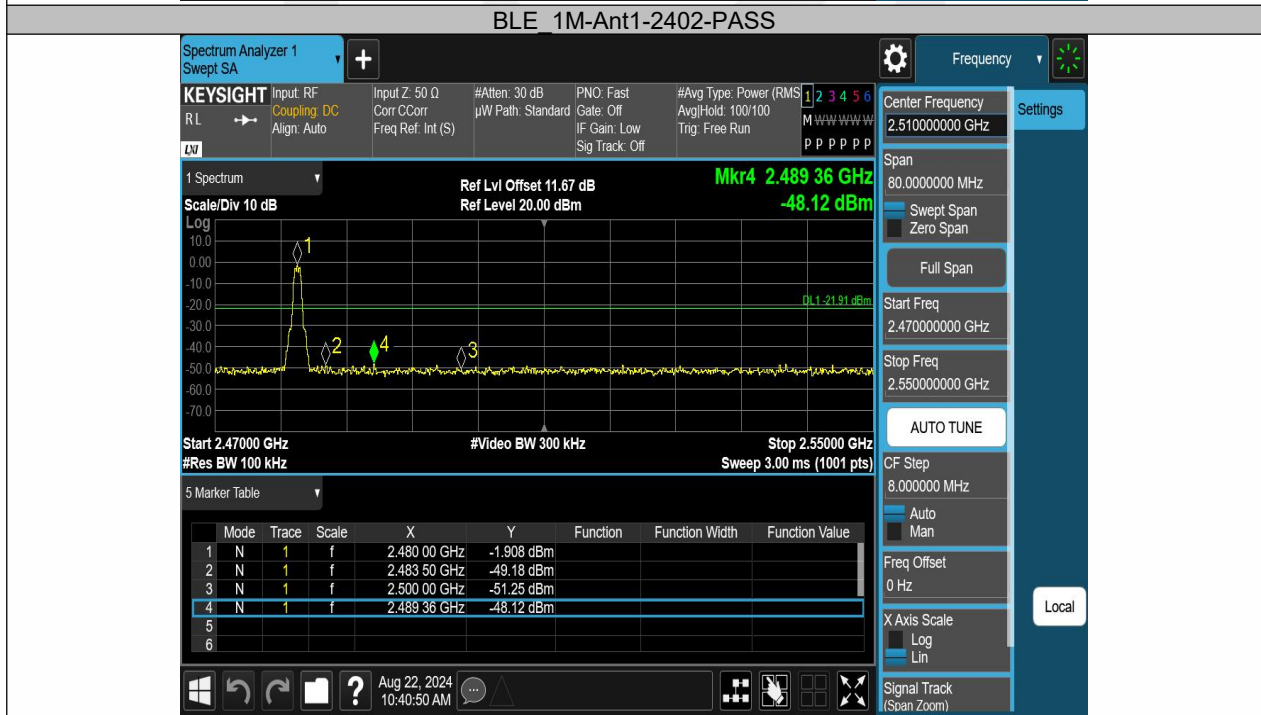 BLE_1M-Ant1-2402-PASS
Spectrum Analyzer 1
Swept SA
+
Frequency
KEYSIGHT
RL
LXI
Input: RF
Coupling: DC
Align: Auto
Input Z: 50 Ω
Corr CCorr
Freq Ref: Int (S)
#Atten: 30 dB
µW Path: Standard
PNO: Fast
Gate: Off
IF Gain: Low
Sig Track: Off
#Avg Type: Power (RMS
Avg|Hold: 100/100
Trig: Free Run
1 2 3 4 5 6
M W W W W W
P P P P P P
1 Spectrum
Scale/Div 10 dB
Ref Lvl Offset 11.67 dB
Ref Level 20.00 dBm
Mkr4 2.489 36 GHz
-48.12 dBm
Log
10.0
0.00
-10.0
-20.0
-30.0
-40.0
-50.0
-60.0
-70.0
1
2
4
3
DL1 -21.91 dBm
Start 2.47000 GHz
#Res BW 100 kHz
#Video BW 300 kHz
Stop 2.55000 GHz
Sweep 3.00 ms (1001 pts)
5 Marker Table
Mode Trace Scale X Y Function Function Width Function Value
1 N 1 f 2.480 00 GHz -1.908 dBm
2 N 1 f 2.483 50 GHz -49.18 dBm
3 N 1 f 2.500 00 GHz -51.25 dBm
4 N 1 f 2.489 36 GHz -48.12 dBm
5
6
?
Aug 22, 2024
10:40:50 AM
Center Frequency
2.510000000 GHz
Settings
Span
80.0000000 MHz
Swept Span
Zero Span
Full Span
Start Freq
2.470000000 GHz
Stop Freq
2.550000000 GHz
AUTO TUNE
CF Step
8.000000 MHz
Auto
Man
Freq Offset
0 Hz
Local
X Axis Scale
Log
Lin
Signal Track
(Span Zoom)